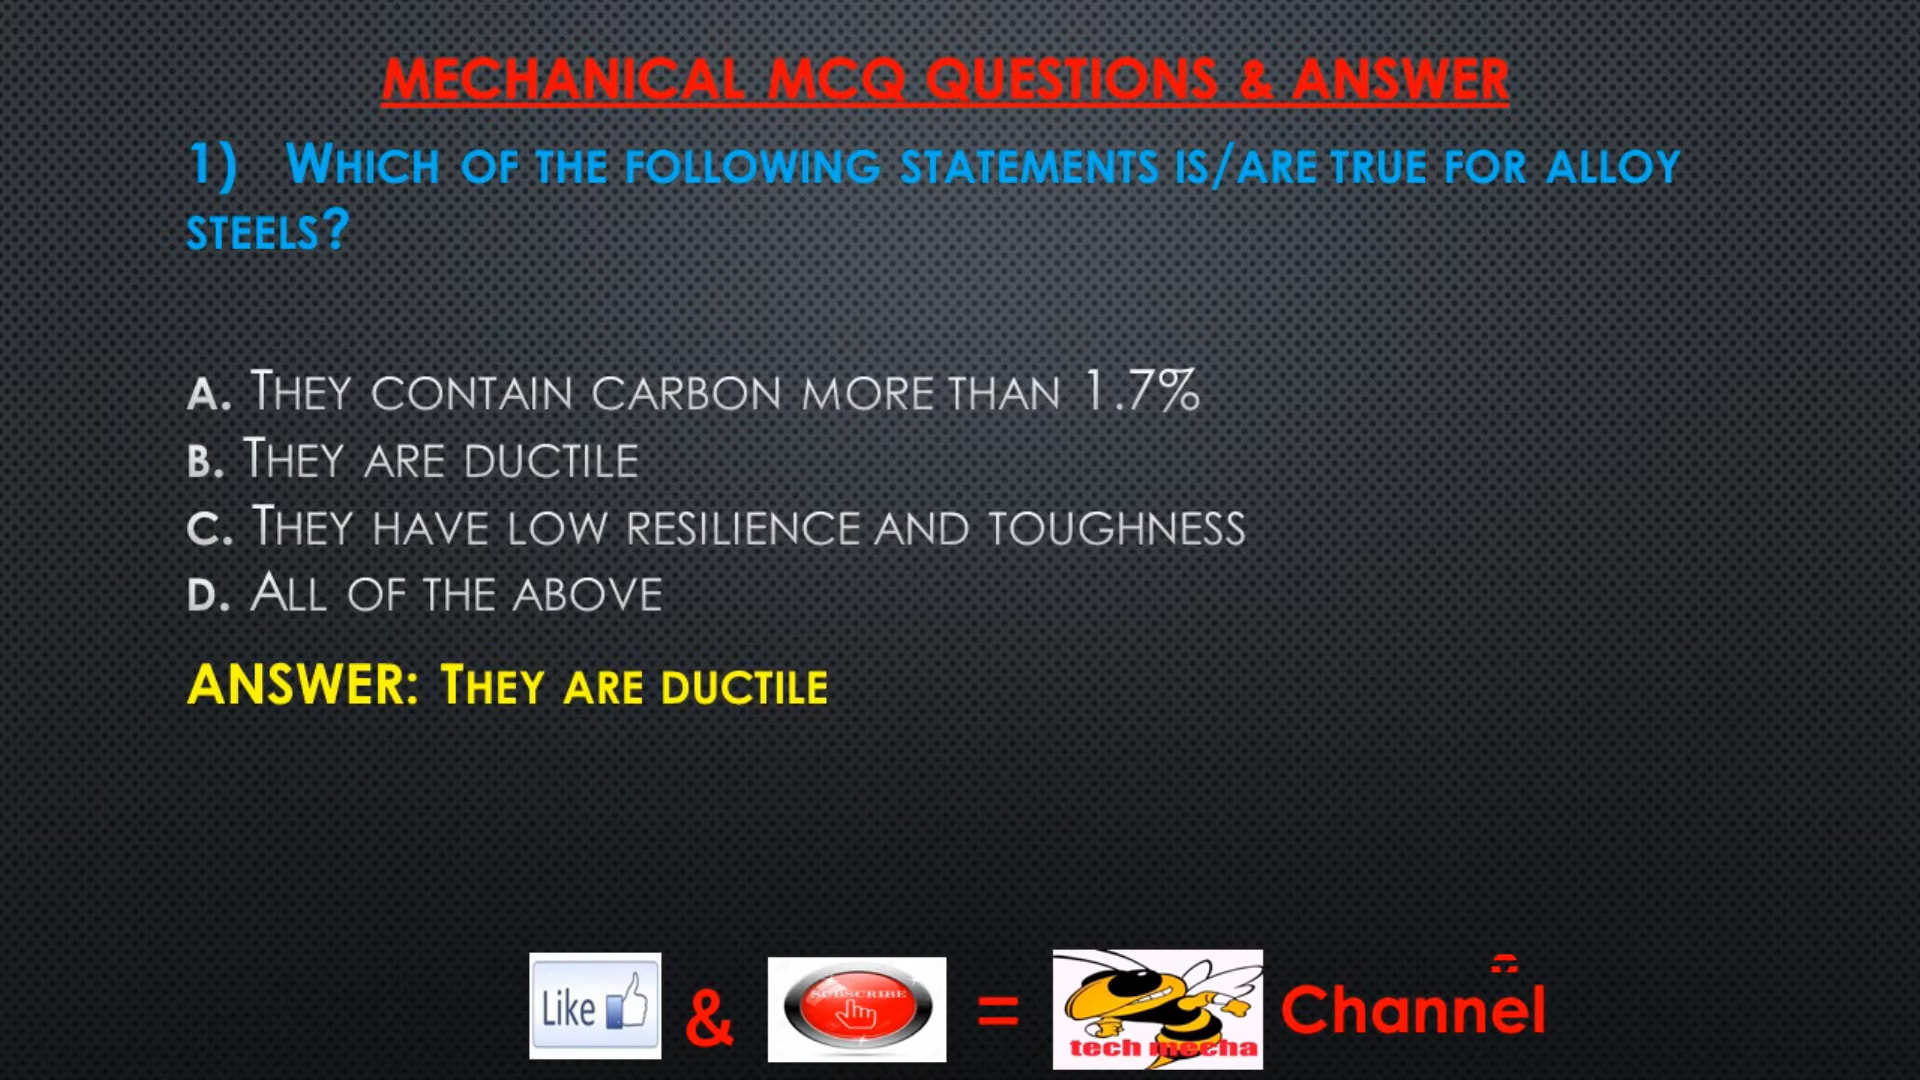 MECHANICAL MCQ QUESTIONS & ANSWER
1) WHICH OF THE FOLLOWING STATEMENTS IS/ARE TRUE FOR ALLOY
STEELS?
A. THEY CONTAIN CARBON MORE THAN 1.7%
B. THEY ARE DUCTILE
C. THEY HAVE LOW RESILIENCE AND TOUGHNESS
D. ALL OF THE ABOVE
ANSWER: THEY ARE DUCTILE
Like & SUBSCRIBE = tech mecha Channel